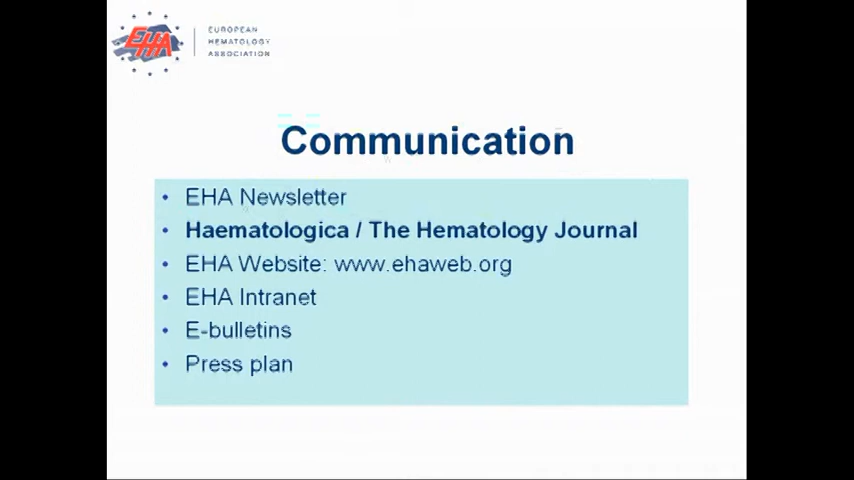 EHA
EUROPEAN
HEMATOLOGY
ASSOCIATION
Communication
• EHA Newsletter
• Haematologica / The Hematology Journal
• EHA Website: www.ehaweb.org
• EHA Intranet
• E-bulletins
• Press plan